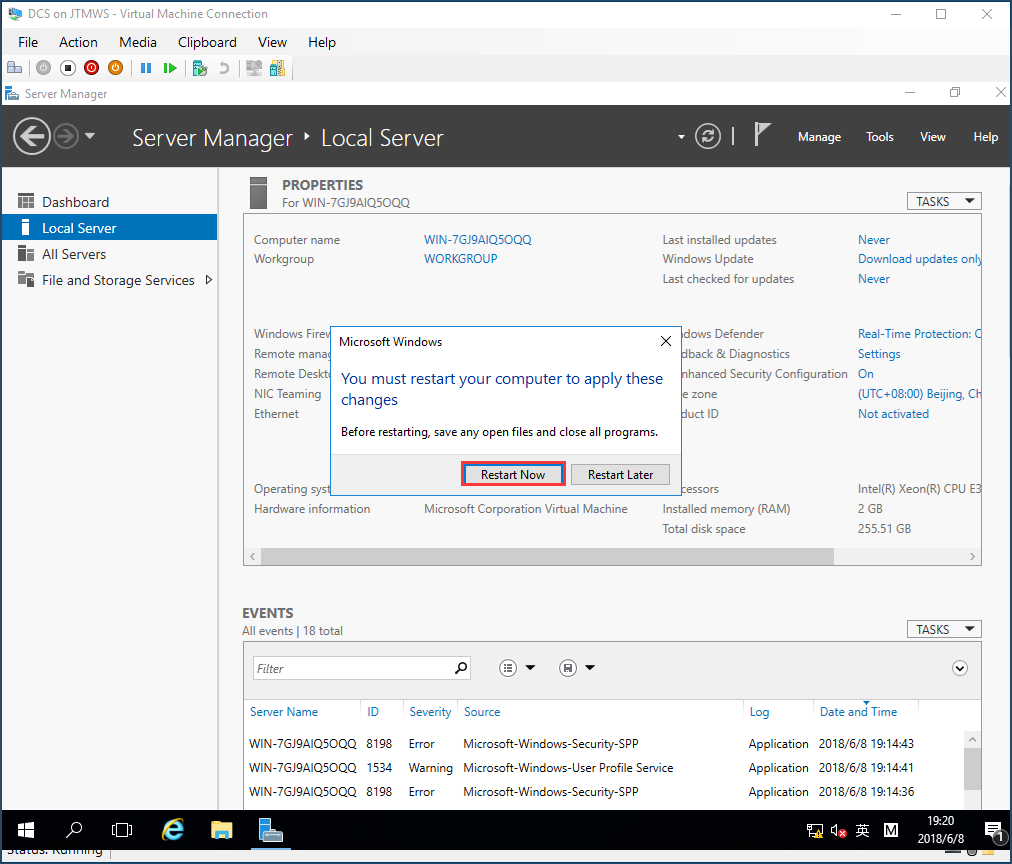 DCS on JTMWS - Virtual Machine Connection
File Action Media Clipboard View Help
Server Manager
Server Manager ‣ Local Server
Manage Tools View Help
Dashboard
Local Server
All Servers
File and Storage Services
PROPERTIES
For WIN-7GJ9AIQ5OQQ
TASKS
Computer name WIN-7GJ9AIQ5OQQ Last installed updates Never
Workgroup WORKGROUP Windows Update Download updates only
Last checked for updates Never
Windows Firew ndows Defender Real-Time Protection: C
Remote manag dback & Diagnostics Settings
Remote Deskto nhanced Security Configuration On
NIC Teaming e zone (UTC+08:00) Beijing, Ch
Ethernet duct ID Not activated
Microsoft Windows
You must restart your computer to apply these
changes
Before restarting, save any open files and close all programs.
Restart Now Restart Later
Operating syst cessors Intel(R) Xeon(R) CPU E3
Hardware information Microsoft Corporation Virtual Machine Installed memory (RAM) 2 GB
Total disk space 255.51 GB
EVENTS
All events | 18 total
TASKS
Filter
Server Name ID Severity Source Log Date and Time
WIN-7GJ9AIQ5OQQ 8198 Error Microsoft-Windows-Security-SPP Application 2018/6/8 19:14:43
WIN-7GJ9AIQ5OQQ 1534 Warning Microsoft-Windows-User Profile Service Application 2018/6/8 19:14:41
WIN-7GJ9AIQ5OQQ 8198 Error Microsoft-Windows-Security-SPP Application 2018/6/8 19:14:36
英 M 19:20
2018/6/8
1
Status: Running